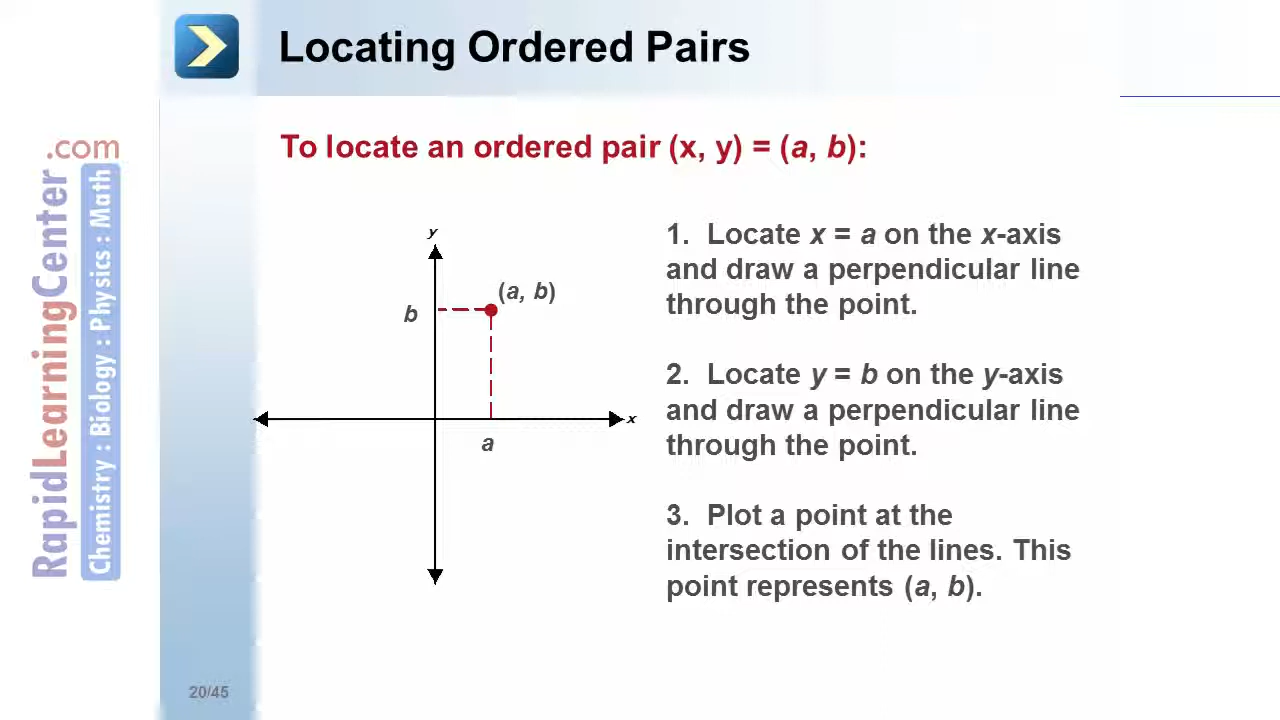 Locating Ordered Pairs
To locate an ordered pair (x, y) = (a, b):
y
(a, b)
b
x
a
1. Locate x = a on the x-axis
and draw a perpendicular line
through the point.
2. Locate y = b on the y-axis
and draw a perpendicular line
through the point.
3. Plot a point at the
intersection of the lines. This
point represents (a, b).
RapidLearningCenter.com
Chemistry : Biology : Physics : Math
20/45